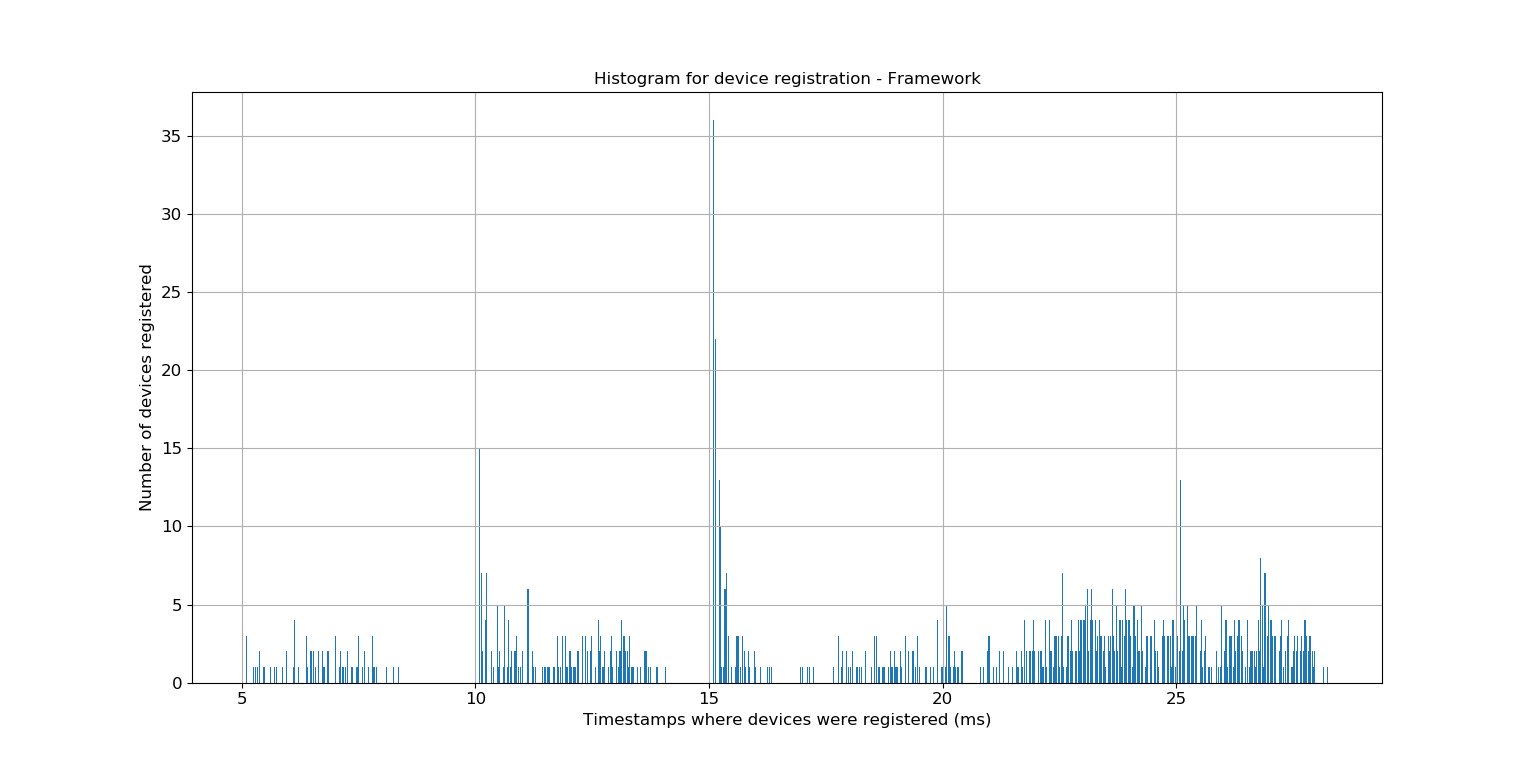 Histogram for device registration - Framework
Number of devices registered
35
30
25
20
15
10
5
0
5 10 15 20 25
Timestamps where devices were registered (ms)